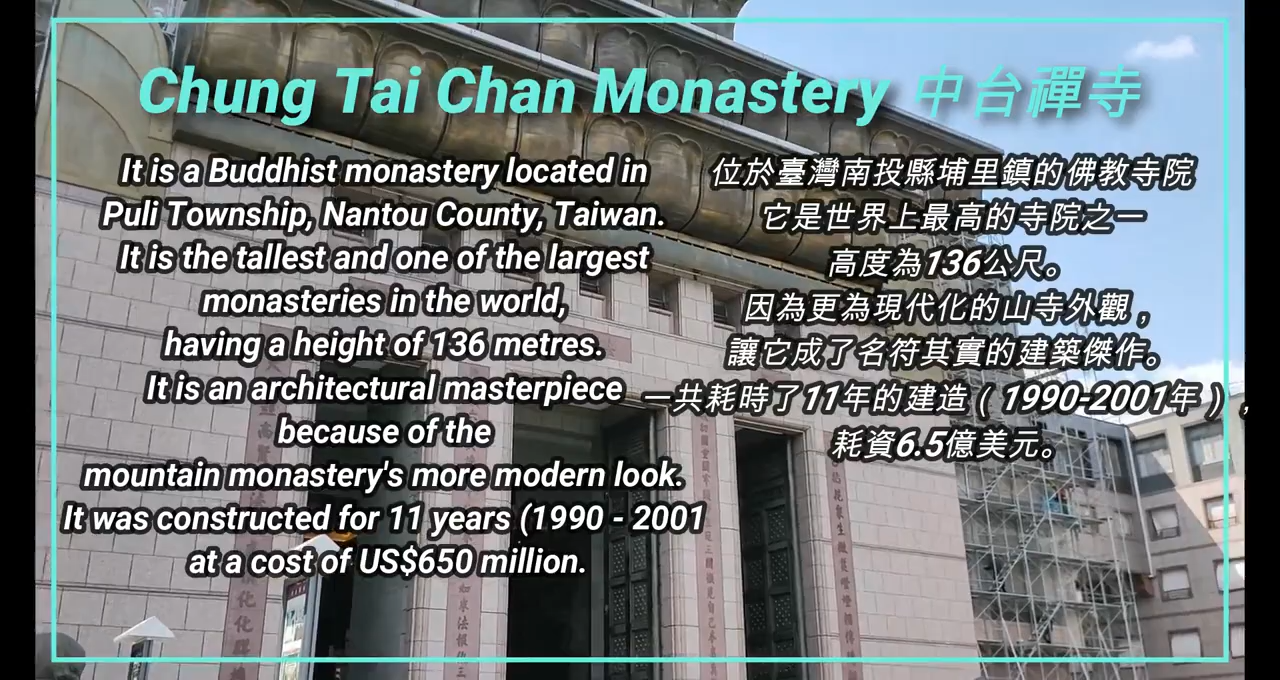 Chung Tai Chan Monastery 中台禪寺
It is a Buddhist monastery located in
Puli Township, Nantou County, Taiwan.
It is the tallest and one of the largest
monasteries in the world,
having a height of 136 metres.
It is an architectural masterpiece
because of the
mountain monastery's more modern look.
It was constructed for 11 years (1990 - 2001
at a cost of US$650 million.
位於臺灣南投縣埔里鎮的佛教寺院
它是世界上最高的寺院之一
高度為136公尺。
因為更為現代化的山寺外觀，
讓它成了名符其實的建築傑作。
一共耗時了11年的建造（1990-2001年），
耗資6.5億美元。